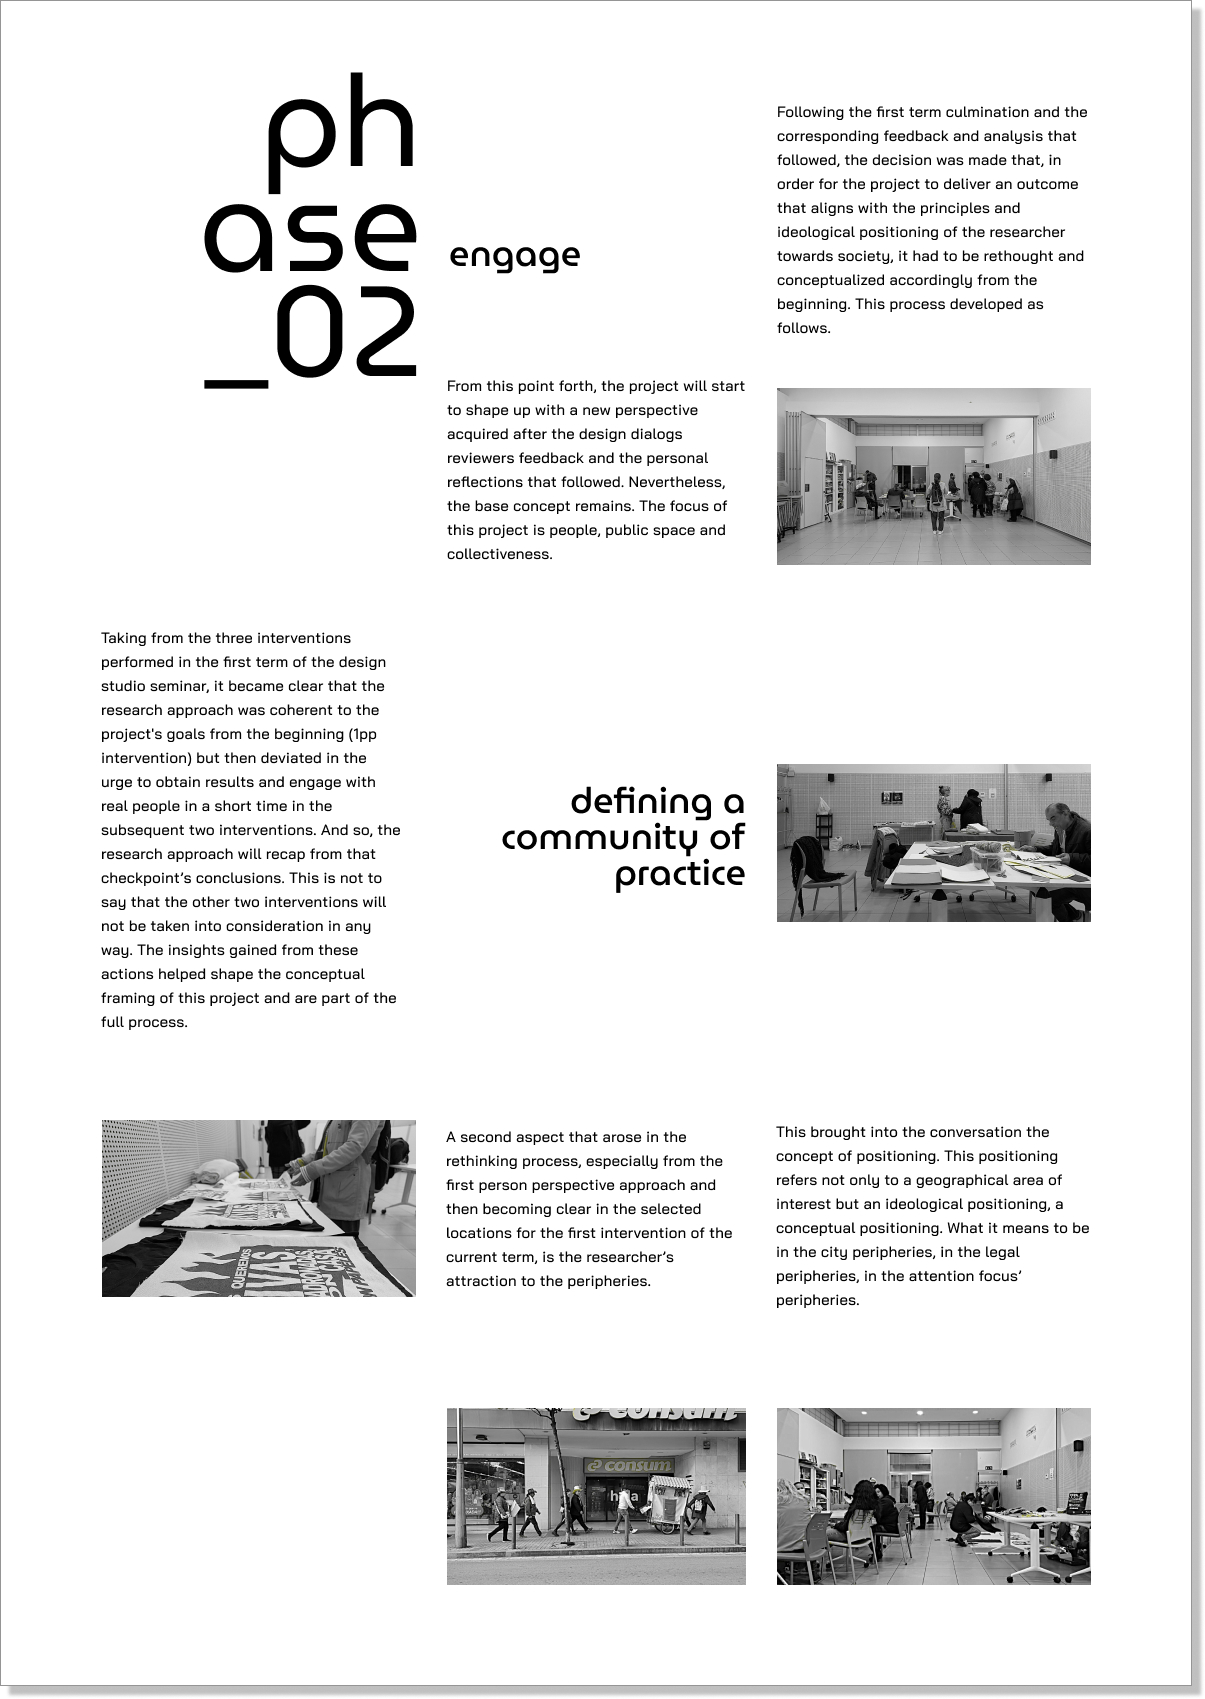 ph
ase
_02
engage
Following the first term culmination and the
corresponding feedback and analysis that
followed, the decision was made that, in
order for the project to deliver an outcome
that aligns with the principles and
ideological positioning of the researcher
towards society, it had to be rethought and
conceptualized accordingly from the
beginning. This process developed as
follows.
From this point forth, the project will start
to shape up with a new perspective
acquired after the design dialogs
reviewers feedback and the personal
reflections that followed. Nevertheless,
the base concept remains. The focus of
this project is people, public space and
collectiveness.
Taking from the three interventions
performed in the first term of the design
studio seminar, it became clear that the
research approach was coherent to the
project's goals from the beginning (1pp
intervention) but then deviated in the
urge to obtain results and engage with
real people in a short time in the
subsequent two interventions. And so, the
research approach will recap from that
checkpoint’s conclusions. This is not to
say that the other two interventions will
not be taken into consideration in any
way. The insights gained from these
actions helped shape the conceptual
framing of this project and are part of the
full process.
defining a
community of
practice
QUEREMOS
A second aspect that arose in the
rethinking process, especially from the
first person perspective approach and
then becoming clear in the selected
locations for the first intervention of the
current term, is the researcher’s
attraction to the peripheries.
This brought into the conversation the
concept of positioning. This positioning
refers not only to a geographical area of
interest but an ideological positioning, a
conceptual positioning. What it means to be
in the city peripheries, in the legal
peripheries, in the attention focus’
peripheries.
consum
consum